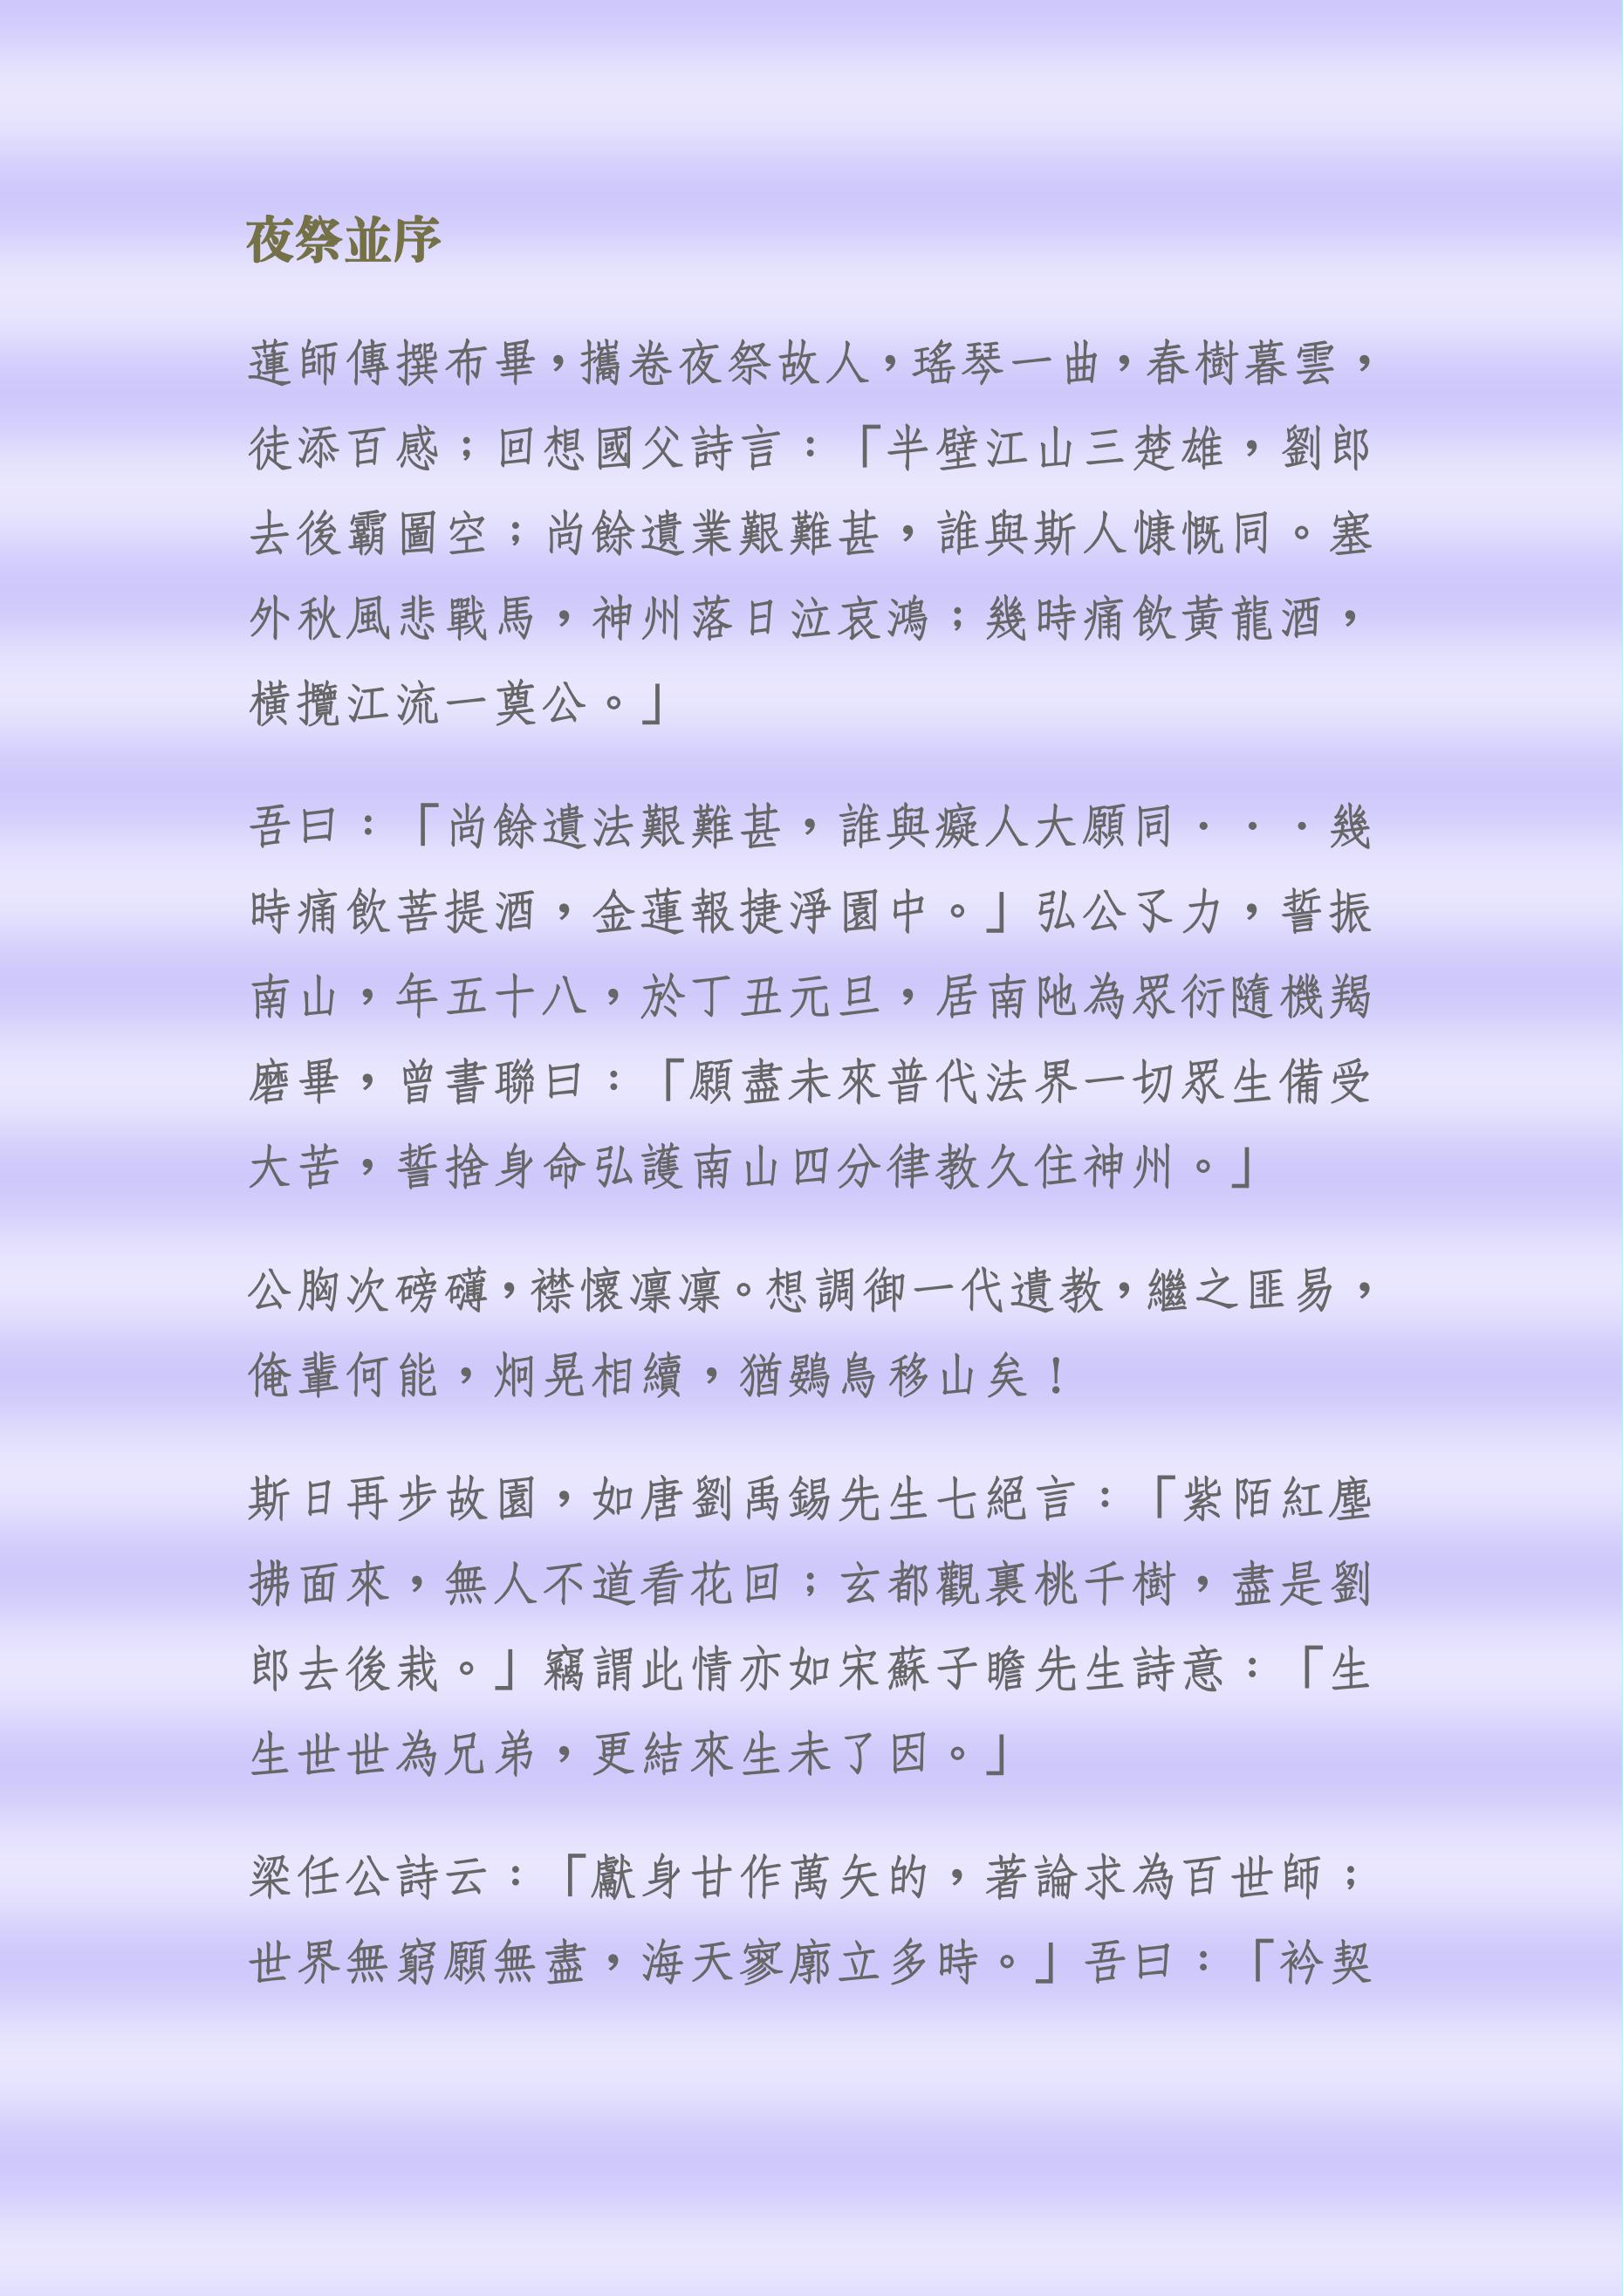 夜祭並序
蓮師傳撰布畢，攜卷夜祭故人，瑤琴一曲，春樹暮雲，
徒添百感；回想國父詩言：「半壁江山三楚雄，劉郎
去後霸圖空；尚餘遺業艱難甚，誰與斯人慷慨同。塞
外秋風悲戰馬，神州落日泣哀鴻；幾時痛飲黃龍酒，
橫攬江流一奠公。」
吾曰：「尚餘遺法艱難甚，誰與癡人大願同．．．幾
時痛飲菩提酒，金蓮報捷淨園中。」弘公孓力，誓振
南山，年五十八，於丁丑元旦，居南阤為眾衍隨機羯
磨畢，曾書聯曰：「願盡未來普代法界一切眾生備受
大苦，誓捨身命弘護南山四分律教久住神州。」
公胸次磅礴，襟懷凜凜。想調御一代遺教，繼之匪易，
俺輩何能，炯晃相續，猶鷃鳥移山矣！
斯日再步故園，如唐劉禹錫先生七絕言：「紫陌紅塵
拂面來，無人不道看花回；玄都觀裏桃千樹，盡是劉
郎去後栽。」竊謂此情亦如宋蘇子瞻先生詩意：「生
生世世為兄弟，更結來生未了因。」
梁任公詩云：「獻身甘作萬矢的，著論求為百世師；
世界無窮願無盡，海天寥廓立多時。」吾曰：「衿契